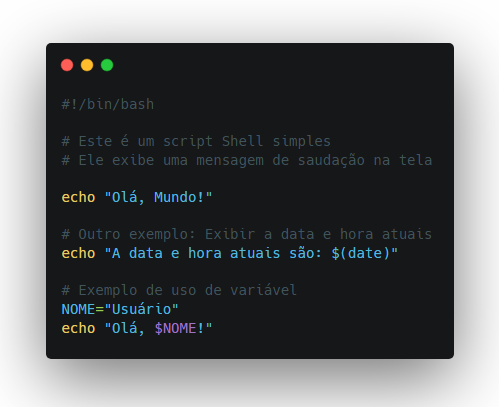 #!/bin/bash
# Este é um script Shell simples
# Ele exibe uma mensagem de saudação na tela
echo "Olá, Mundo!"
# Outro exemplo: Exibir a data e hora atuais
echo "A data e hora atuais são: $(date)"
# Exemplo de uso de variável
NOME="Usuário"
echo "Olá, $NOME!"